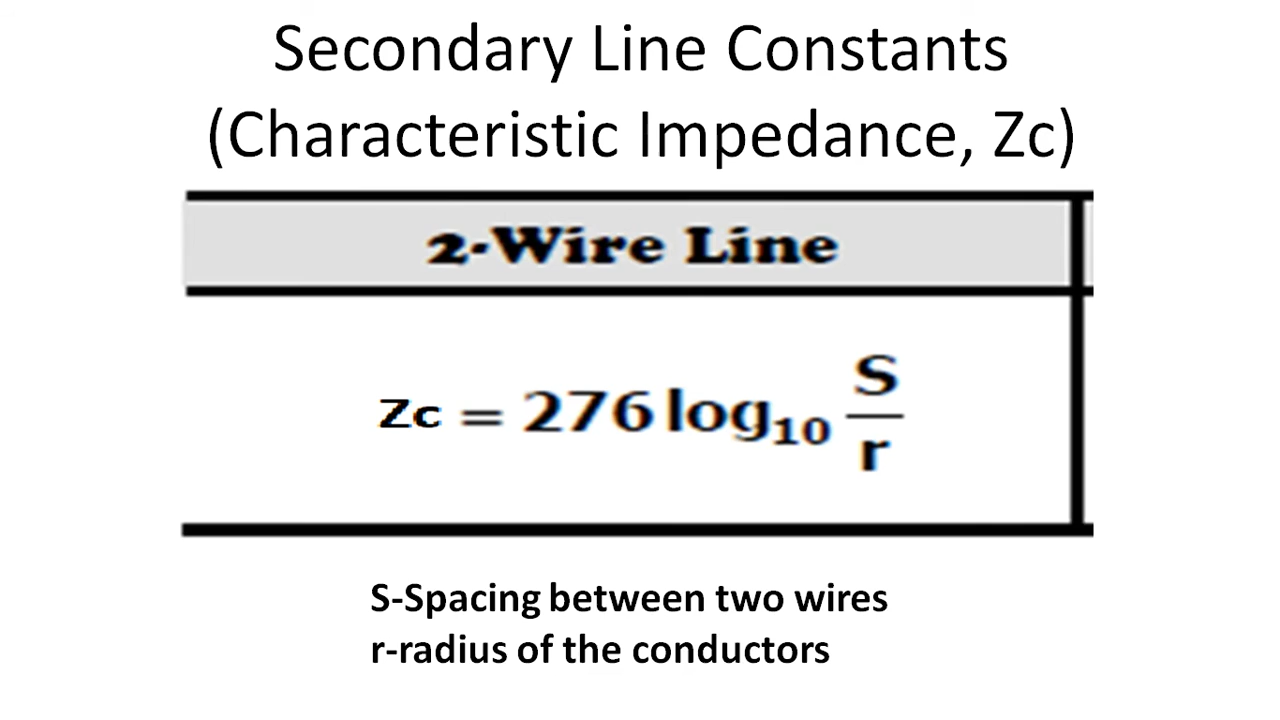 Secondary Line Constants
(Characteristic Impedance, Zc)
2-Wire Line
Zc = 276 log₁₀ S/r
S-Spacing between two wires
r-radius of the conductors